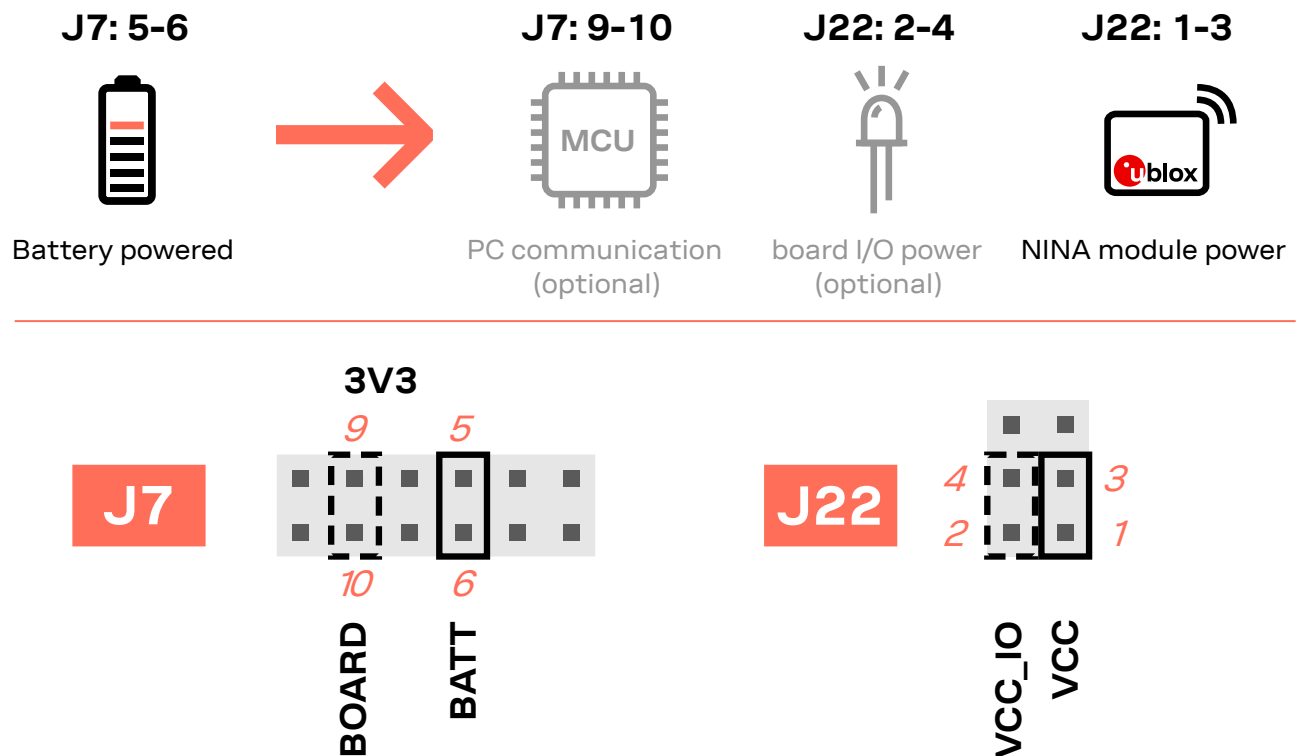 J7: 5-6
J7: 9-10
J22: 2-4
J22: 1-3
MCU
ublox
Battery powered
PC communication
(optional)
board I/O power
(optional)
NINA module power
3V3
9
5
J7
10
6
BOARD
BATT
J22
4
3
2
1
VCC_IO
VCC